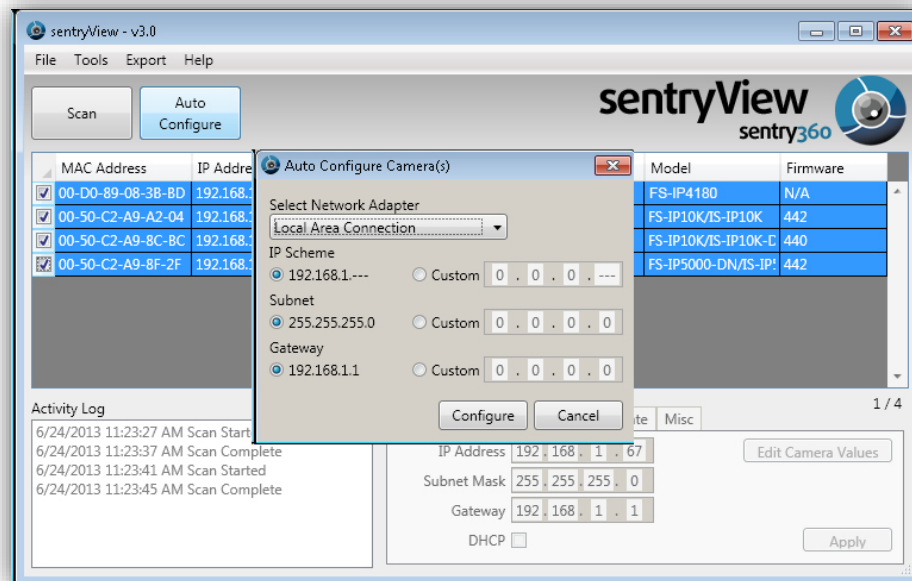 sentryView - v3.0
File Tools Export Help
Scan
Auto
Configure
sentryView
sentry360
MAC Address IP Addre Model Firmware
00-D0-89-08-3B-BD 192.168. FS-IP4180 N/A
00-50-C2-A9-A2-04 192.168. FS-IP10K/IS-IP10K 442
00-50-C2-A9-8C-BC 192.168. FS-IP10K/IS-IP10K-D 440
00-50-C2-A9-8F-2F 192.168. FS-IP5000-DN/IS-IP5 442
Auto Configure Camera(s)
Select Network Adapter
Local Area Connection
IP Scheme
192.168.1.--- Custom 0 . 0 . 0 . ---
Subnet
255.255.255.0 Custom 0 . 0 . 0 . 0
Gateway
192.168.1.1 Custom 0 . 0 . 0 . 0
Configure Cancel
1 / 4
Activity Log
6/24/2013 11:23:27 AM Scan Start
6/24/2013 11:23:37 AM Scan Complete
6/24/2013 11:23:41 AM Scan Started
6/24/2013 11:23:45 AM Scan Complete
te Misc
IP Address 192 . 168 . 1 . 67 Edit Camera Values
Subnet Mask 255 . 255 . 255 . 0
Gateway 192 . 168 . 1 . 1
DHCP Apply